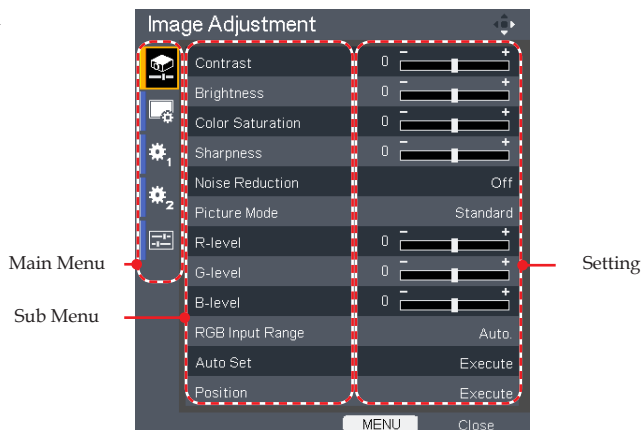 Image Adjustment
Contrast 0 - +
Brightness 0 - +
Color Saturation 0 - +
Sharpness 0 - +
Noise Reduction Off
Picture Mode Standard
R-level 0 - +
G-level 0 - +
B-level 0 - +
RGB Input Range Auto.
Auto Set Execute
Position Execute
MENU Close
1
2
Main Menu
Sub Menu
Setting